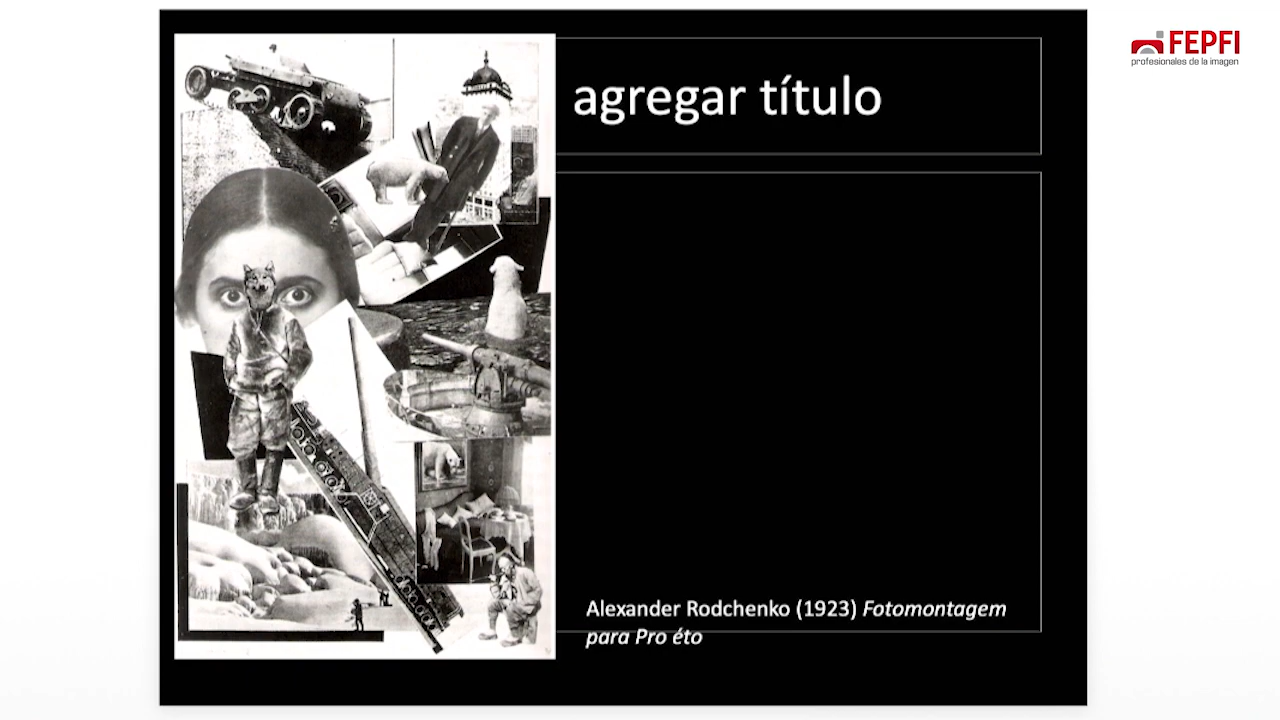 FEPFI
profesionales de la imagen
agregar título
Alexander Rodchenko (1923) Fotomontagem
para Pro éto